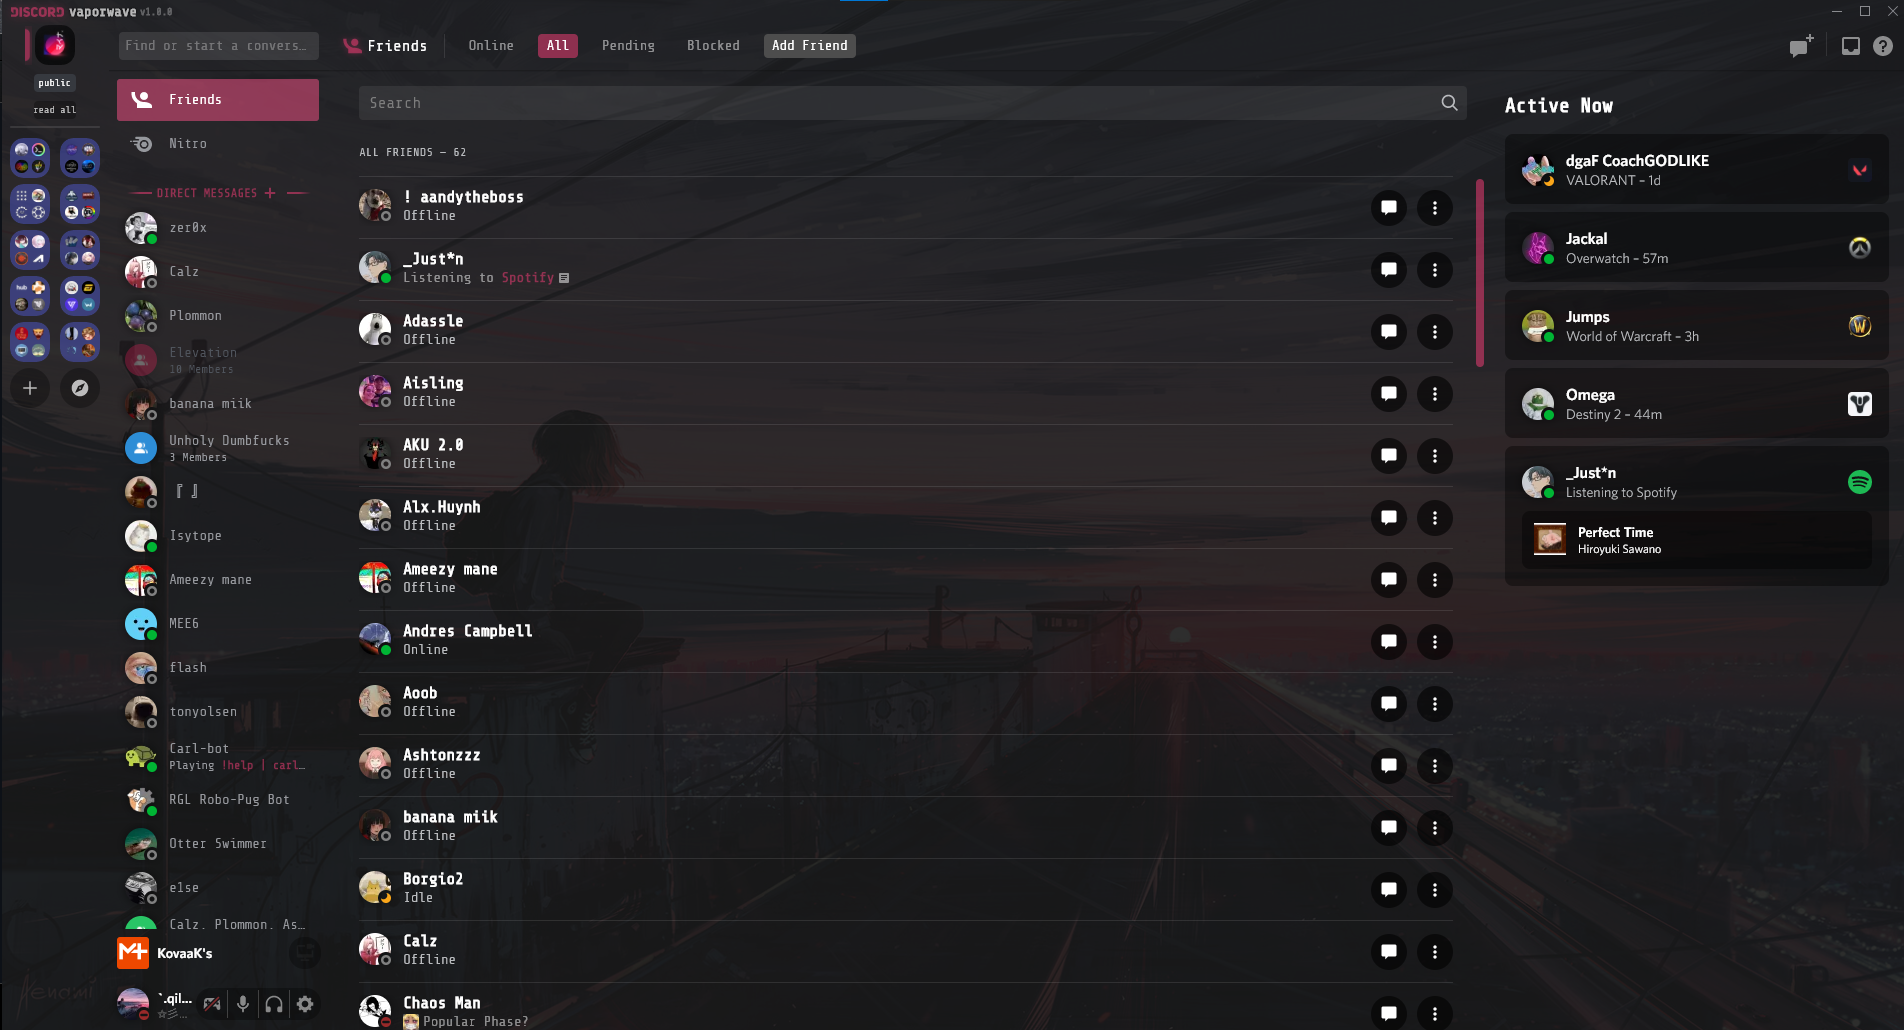 DISCORD vaporwave v1.0.0
public
read all
Find or start a convers…
Friends
Nitro
DIRECT MESSAGES +
zer0x
Calz
Plommon
Elevation
10 Members
banana miik
Unholy Dumbfucks
3 Members
『 』
Isytope
Ameezy mane
MEE6
flash
tonyolsen
Carl-bot
Playing !help | carl…
RGL Robo-Pug Bot
Otter 5wimmer
else
Calz, Plommon, As…
KovaaK's
`.qil…
Friends
Online
All
Pending
Blocked
Add Friend
Search
ALL FRIENDS — 62
! aandytheboss
Offline
_Just*n
Listening to Spotify
Adassle
Offline
Aisling
Offline
AKU 2.0
Offline
Alx.Huynh
Offline
Ameezy mane
Offline
Andres Campbell
Online
Aoob
Offline
Ashtonzzz
Offline
banana miik
Offline
Borgio2
Idle
Calz
Offline
Chaos Man
Popular Phase?
Active Now
dgaF CoachGODLIKE
VALORANT – 1d
Jackal
Overwatch – 57m
Jumps
World of Warcraft – 3h
Omega
Destiny 2 – 44m
_Just*n
Listening to Spotify
Perfect Time
Hiroyuki Sawano